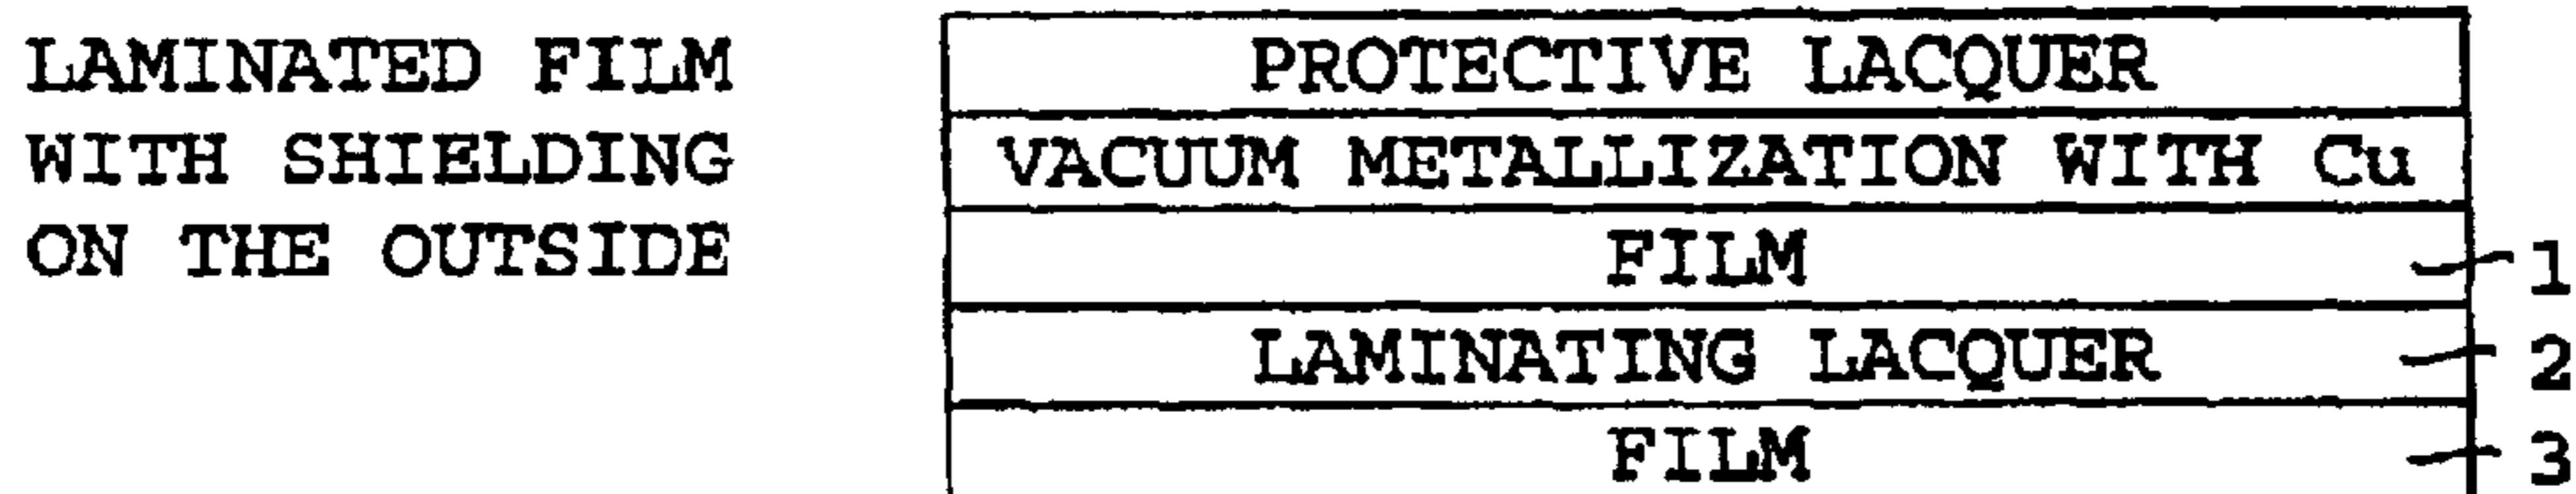 LAMINATED FILM
WITH SHIELDING
ON THE OUTSIDE
PROTECTIVE LACQUER
VACUUM METALLIZATION WITH Cu
FILM 1
LAMINATING LACQUER 2
FILM 3